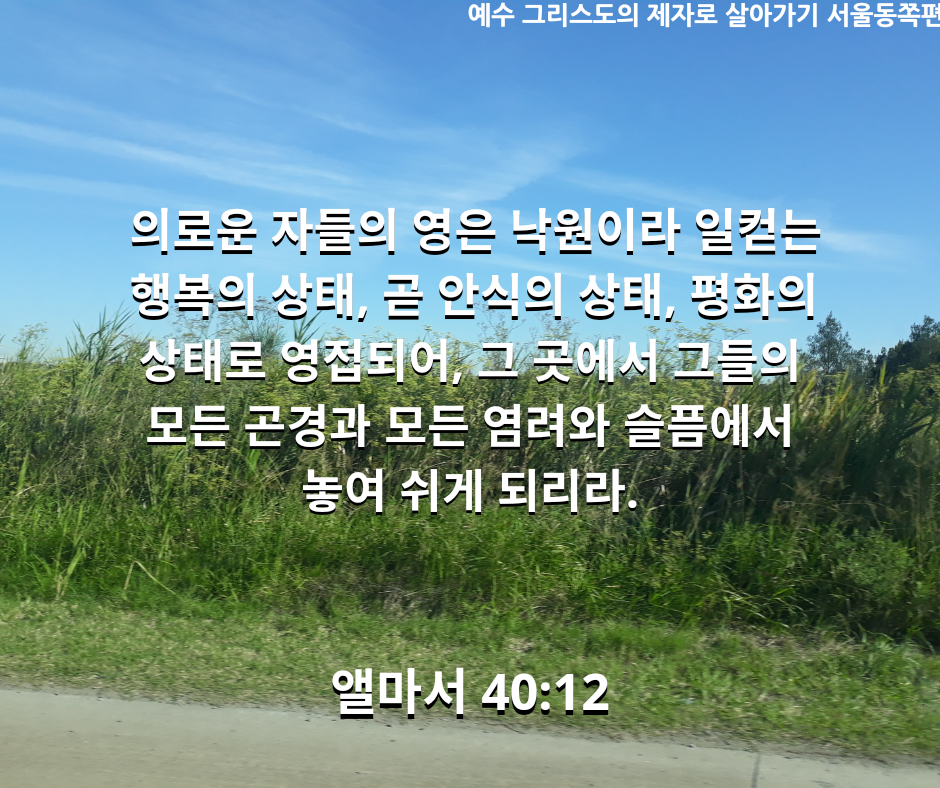 예수 그리스도의 제자로 살아가기 서울동쪽편
의로운 자들의 영은 낙원이라 일컫는
행복의 상태, 곧 안식의 상태, 평화의
상태로 영접되어, 그 곳에서 그들의
모든 곤경과 모든 염려와 슬픔에서
놓여 쉬게 되리라.
앨마서 40:12